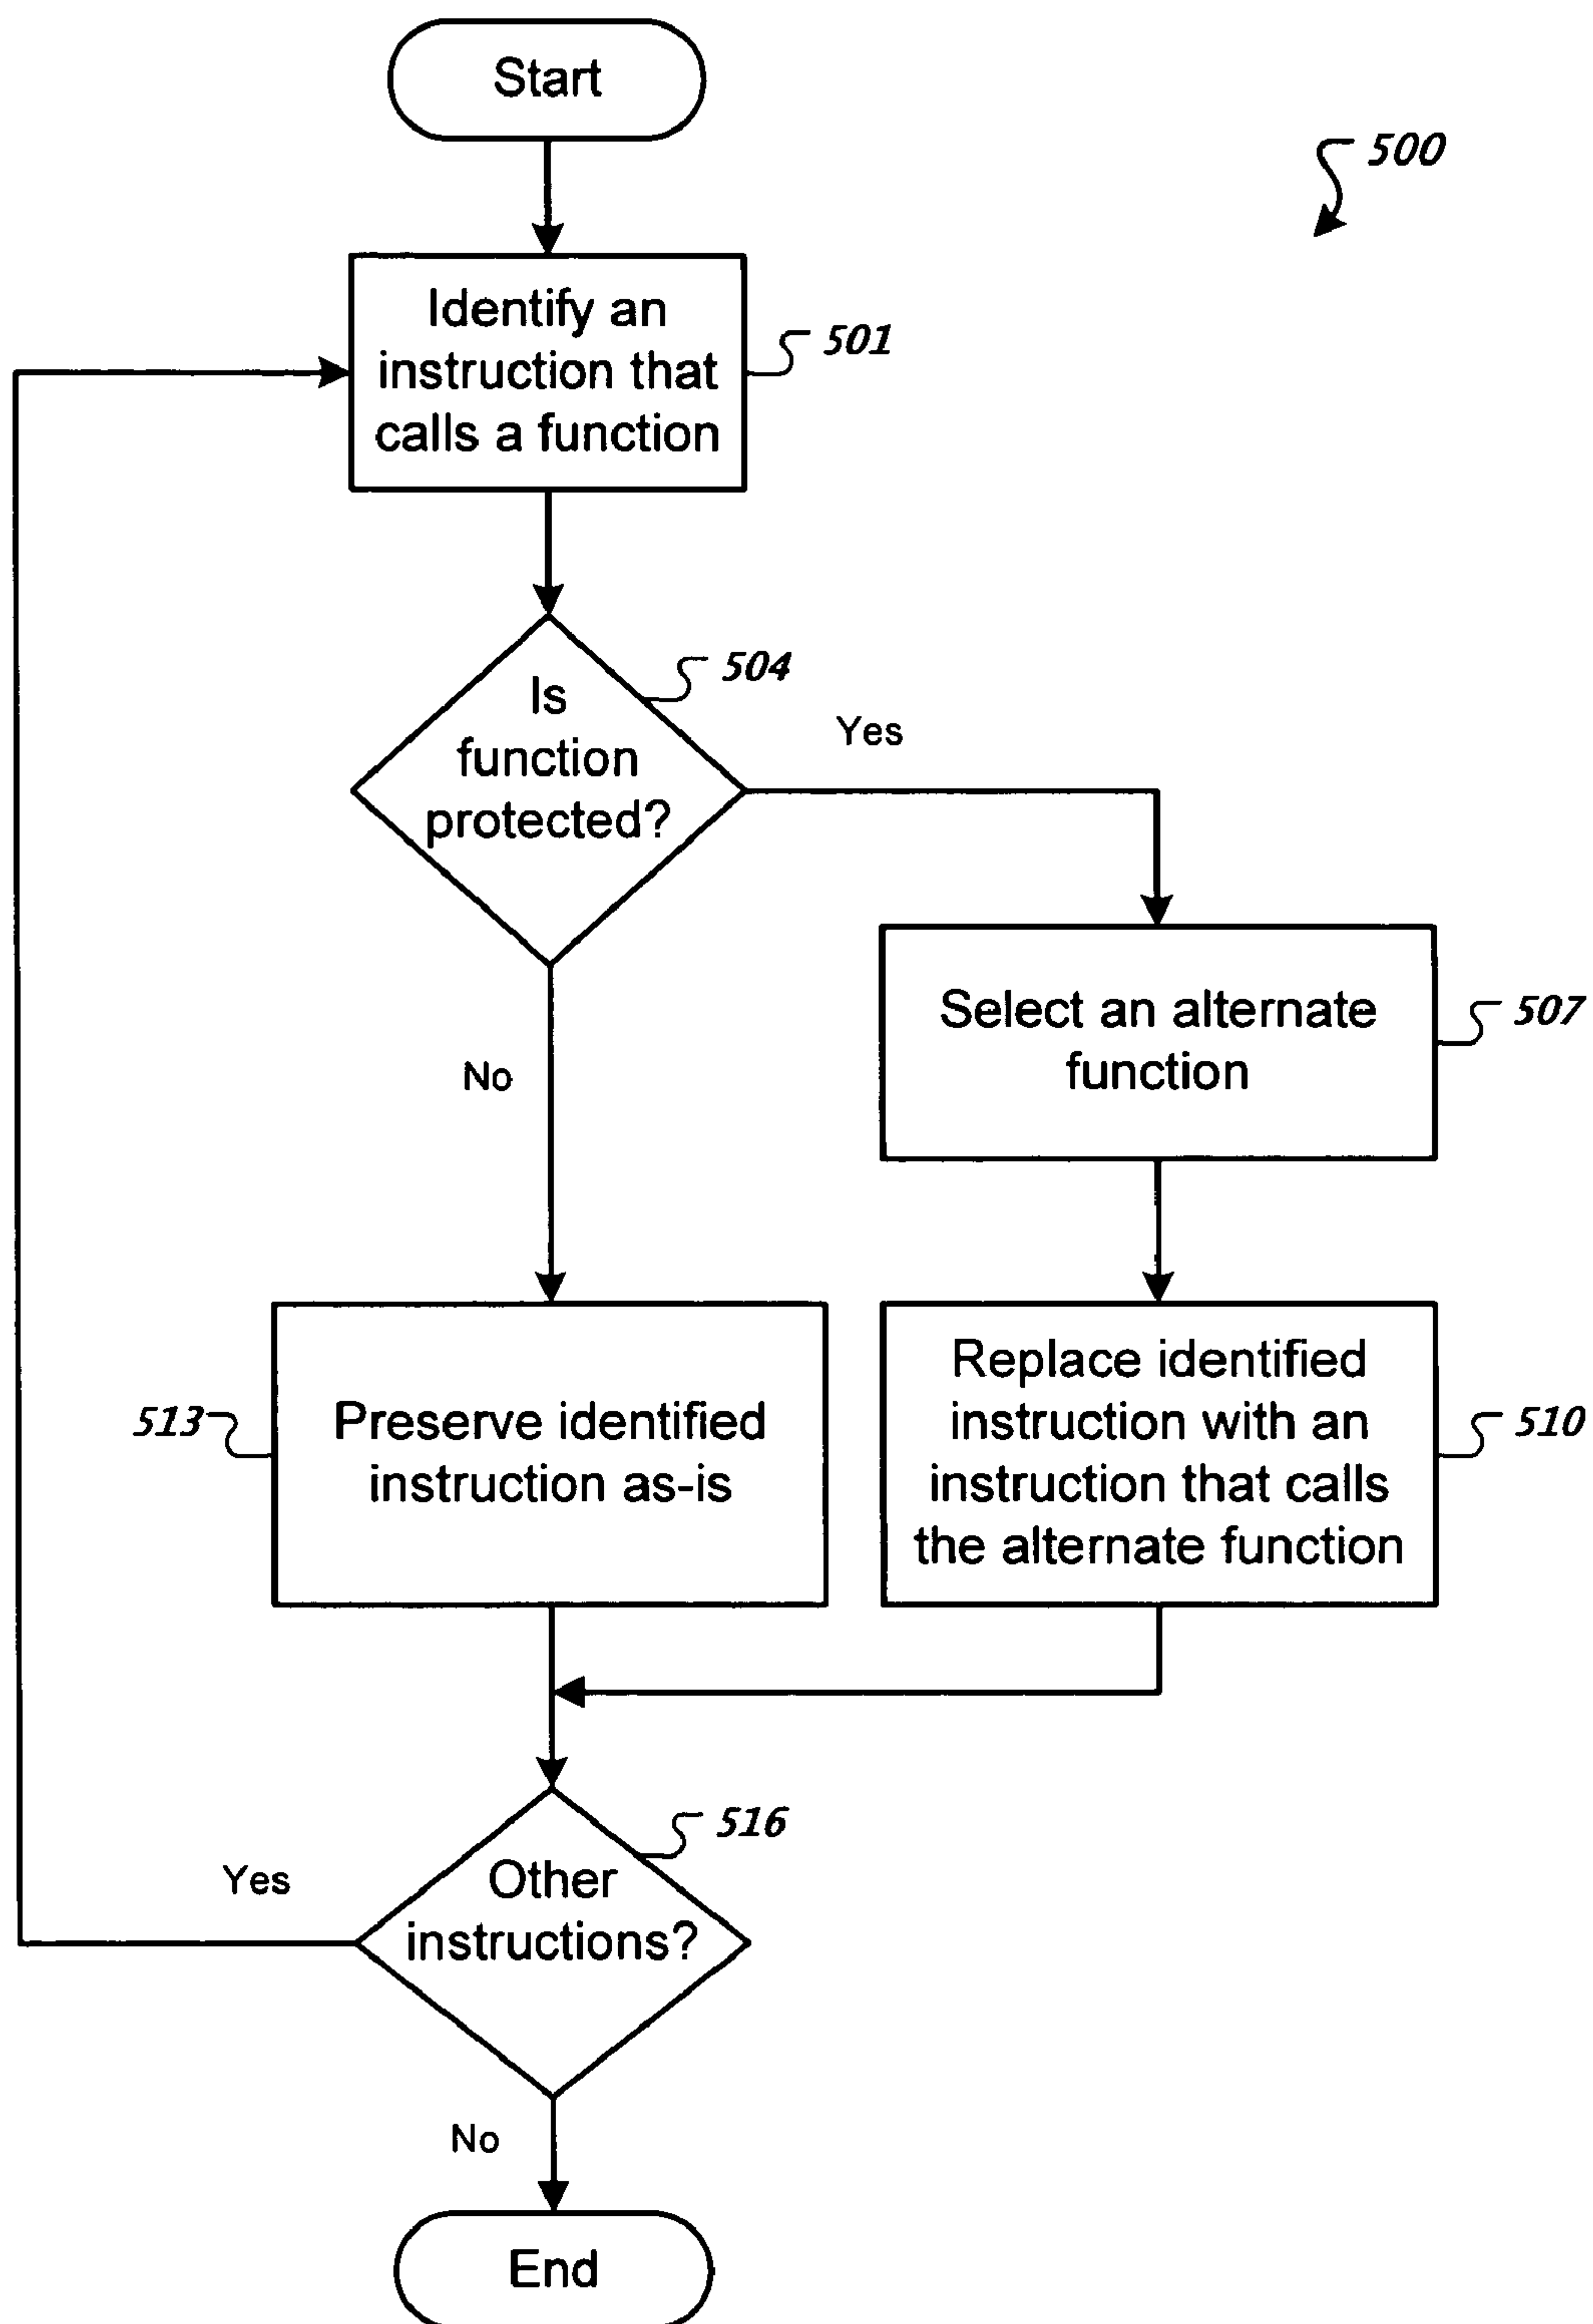 Start
500
Identify an
instruction that
calls a function
501
504
Is
function
protected?
Yes
No
Select an alternate
function
507
513
Preserve identified
instruction as-is
Replace identified
instruction with an
instruction that calls
the alternate function
510
516
Other
instructions?
Yes
No
End